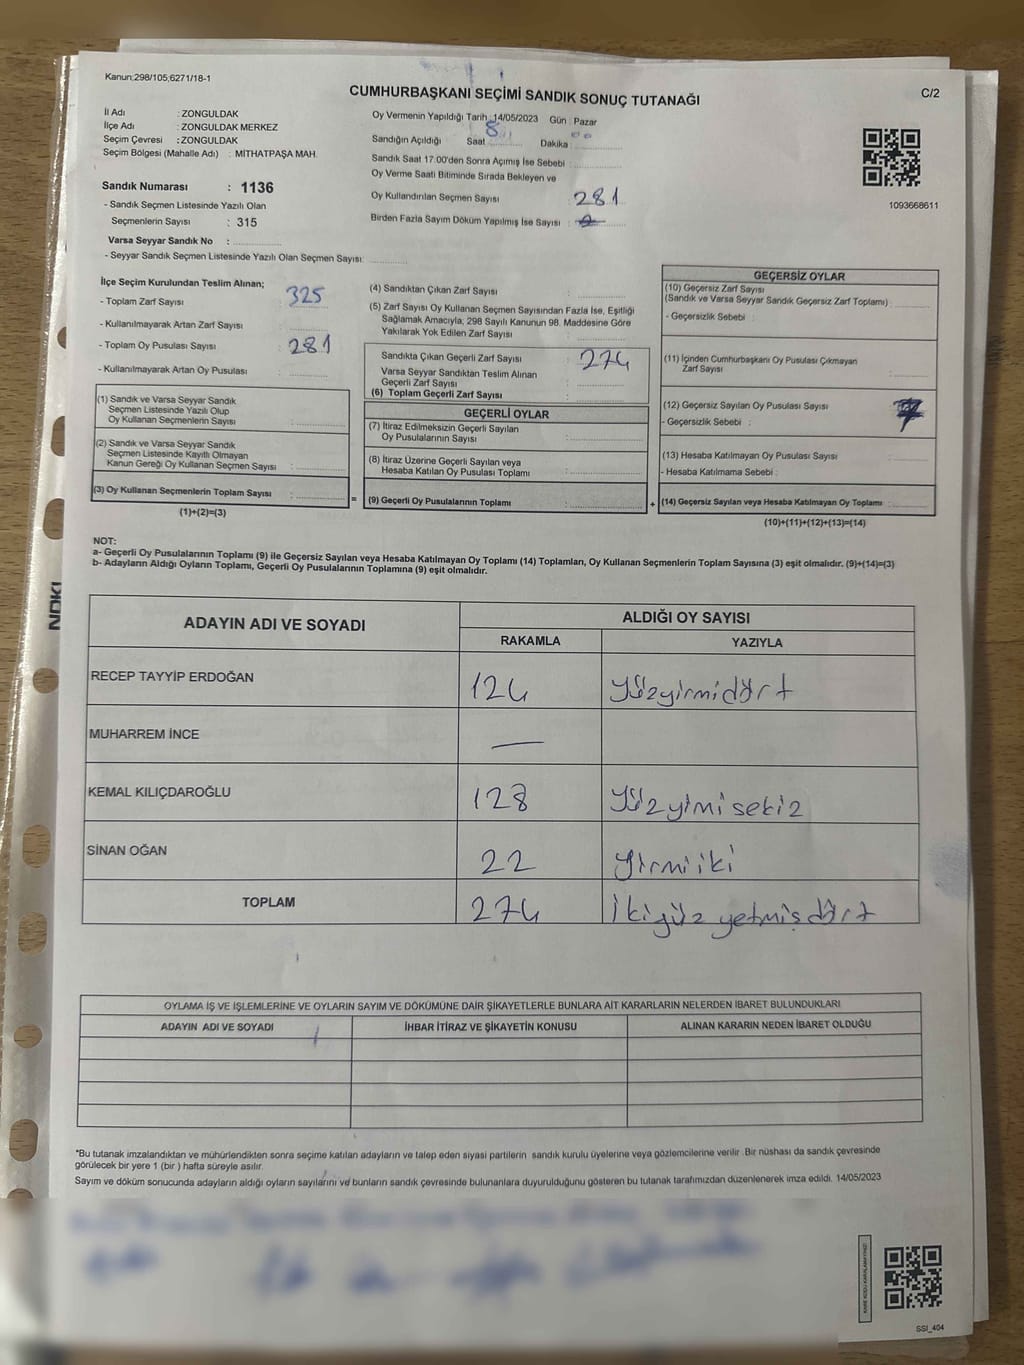 Kanun;298/105;6271/18-1
CUMHURBAŞKANI SEÇİMİ SANDIK SONUÇ TUTANAĞI
C/2
İl Adı : ZONGULDAK
İlçe Adı : ZONGULDAK MERKEZ
Seçim Çevresi : ZONGULDAK
Seçim Bölgesi (Mahalle Adı) : MİTHATPAŞA MAH.
Oy Vermenin Yapıldığı Tarih : 14/05/2023 Gün : Pazar
Sandığın Açıldığı Saat 8 Dakika : 00
Sandık Saat 17.00'den Sonra Açımış İse Sebebi :
Oy Verme Saati Bitiminde Sırada Bekleyen ve
Oy Kullandırılan Seçmen Sayısı : 281
Birden Fazla Sayım Döküm Yapılmış İse Sayısı :
1093668611
Sandık Numarası : 1136
- Sandık Seçmen Listesinde Yazılı Olan
Seçmenlerin Sayısı : 315
Varsa Seyyar Sandık No :
- Seyyar Sandık Seçmen Listesinde Yazılı Olan Seçmen Sayısı:
İlçe Seçim Kurulundan Teslim Alınan;
- Toplam Zarf Sayısı : 325
- Kullanılmayarak Artan Zarf Sayısı :
- Toplam Oy Pusulası Sayısı : 281
- Kullanılmayarak Artan Oy Pusulası :
(4) Sandıktan Çıkan Zarf Sayısı :
(5) Zarf Sayısı Oy Kullanan Seçmen Sayısından Fazla İse, Eşitliği
Sağlamak Amacıyla, 298 Sayılı Kanunun 98. Maddesine Göre
Yakılarak Yok Edilen Zarf Sayısı :
Sandıkta Çıkan Geçerli Zarf Sayısı : 274
Varsa Seyyar Sandıktan Teslim Alınan
Geçerli Zarf Sayısı :
(6) Toplam Geçerli Zarf Sayısı :
GEÇERSİZ OYLAR
(10) Geçersiz Zarf Sayısı
(Sandık ve Varsa Seyyar Sandık Geçersiz Zarf Toplamı) :
- Geçersizlik Sebebi :
(11) İçinden Cumhurbaşkanı Oy Pusulası Çıkmayan
Zarf Sayısı :
(12) Geçersiz Sayılan Oy Pusulası Sayısı : 7
- Geçersizlik Sebebi :
(13) Hesaba Katılmayan Oy Pusulası Sayısı :
- Hesaba Katılmama Sebebi :
(14) Geçersiz Sayılan veya Hesaba Katılmayan Oy Toplamı :
(10)+(11)+(12)+(13)=(14)
(1) Sandık ve Varsa Seyyar Sandık
Seçmen Listesinde Yazılı Olup
Oy Kullanan Seçmenlerin Sayısı :
(2) Sandık ve Varsa Seyyar Sandık
Seçmen Listesinde Kayıtlı Olmayan
Kanun Gereği Oy Kullanan Seçmen Sayısı :
(3) Oy Kullanan Seçmenlerin Toplam Sayısı :
(1)+(2)=(3)
GEÇERLİ OYLAR
(7) İtiraz Edilmeksizin Geçerli Sayılan
Oy Pusulalarının Sayısı :
(8) İtiraz Üzerine Geçerli Sayılan veya
Hesaba Katılan Oy Pusulası Toplamı :
= (9) Geçerli Oy Pusulalarının Toplamı : +
NOT:
a- Geçerli Oy Pusulalarının Toplamı (9) ile Geçersiz Sayılan veya Hesaba Katılmayan Oy Toplamı (14) Toplamları, Oy Kullanan Seçmenlerin Toplam Sayısına (3) eşit olmalıdır. (9)+(14)=(3)
b- Adayların Aldığı Oyların Toplamı, Geçerli Oy Pusulalarının Toplamına (9) eşit olmalıdır.
ADAYIN ADI VE SOYADI
ALDIĞI OY SAYISI
RAKAMLA YAZIYLA
RECEP TAYYİP ERDOĞAN 124 Yüzyirmidört
MUHARREM İNCE —
KEMAL KILIÇDAROĞLU 128 Yüzyimi sekiz
SİNAN OĞAN 22 Yirmiiki
TOPLAM 274 İkiyüz yetmişdört
OYLAMA İŞ VE İŞLEMLERİNE VE OYLARIN SAYIM VE DÖKÜMÜNE DAİR ŞİKAYETLERLE BUNLARA AİT KARARLARIN NELERDEN İBARET BULUNDUKLARI
ADAYIN ADI VE SOYADI İHBAR İTİRAZ VE ŞİKAYETİN KONUSU ALINAN KARARIN NEDEN İBARET OLDUĞU
*Bu tutanak imzalandıktan ve mühürlendikten sonra seçime katılan adayların ve talep eden siyasi partilerin sandık kurulu üyelerine veya gözlemcilerine verilir. Bir nüshası da sandık çevresinde
görülecek bir yere 1 (bir ) hafta süreyle asılır.
Sayım ve döküm sonucunda adayların aldığı oyların sayılarını ve bunların sandık çevresinde bulunanlara duyurulduğunu gösteren bu tutanak tarafımızdan düzenlenerek imza edildi. 14/05/2023
SSI_404